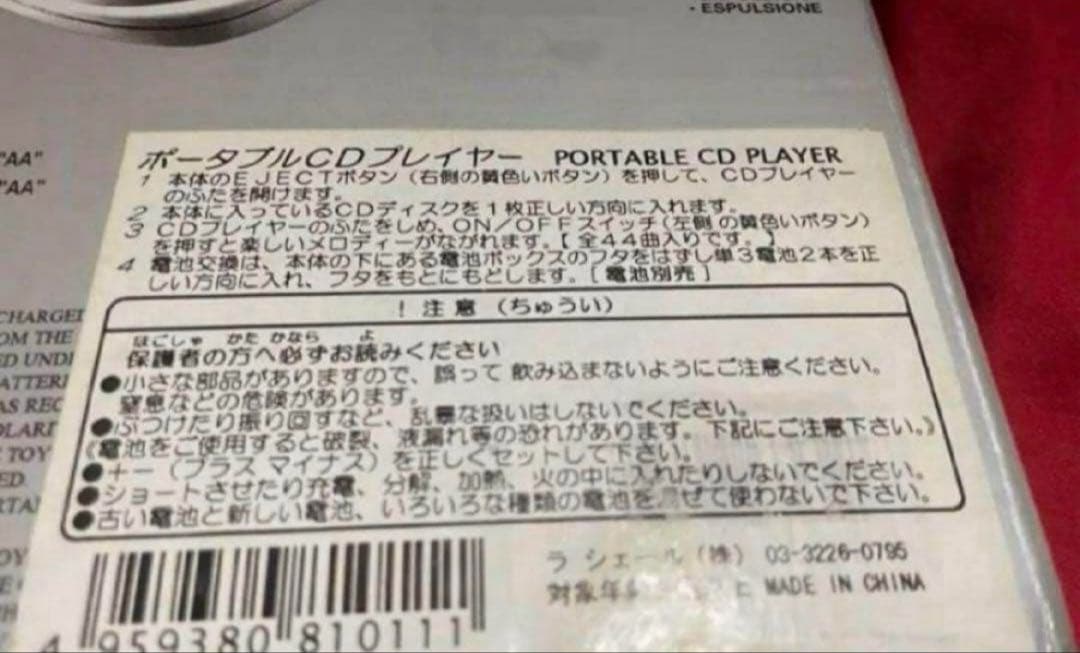 • ESPULSIONE
"AA"
"AA"
ポータブルCDプレイヤー PORTABLE CD PLAYER
1 本体のEJECTボタン（右側の黄色いボタン）を押して、CDプレイヤー
のふたを開けます。
2 本体に入っているCDディスクを1枚正しい方向に入れます。
3 CDプレイヤーのふたをしめ、ON/OFFスイッチ（左側の黄色いボタン）
を押すと楽しいメロディーがながれます。【全44曲入りです。】
4 電池交換は、本体の下にある電池ボックスのフタをはずし単3電池2本を正
しい方向に入れ、フタをもとにもどします。[電池別売]
! 注意（ちゅうい）
ほごしゃ かた かなら よ
保護者の方へ必ずお読みください
●小さな部品がありますので、誤って飲み込まないようにご注意ください。
窒息などの危険があります。
●ぶつけたり振り回すなど、乱暴な扱いはしないでください。
《電池をご使用すると破裂、液漏れ等の恐れがあります。下記にご注意下さい。》
●＋－（プラス マイナス）を正しくセットして下さい。
●ショートさせたり充電、分解、加熱、火の中に入れたりしないでください。
●古い電池と新しい電池、いろいろな種類の電池を混ぜて使わないで下さい。
CHARGED
OM THE
ED UNDE
BATTERI
AS REC
OLARIT
TOY
ED.
ラ シェール（株） 03-3226-0795
対象年 MADE IN CHINA
4 959380 810111